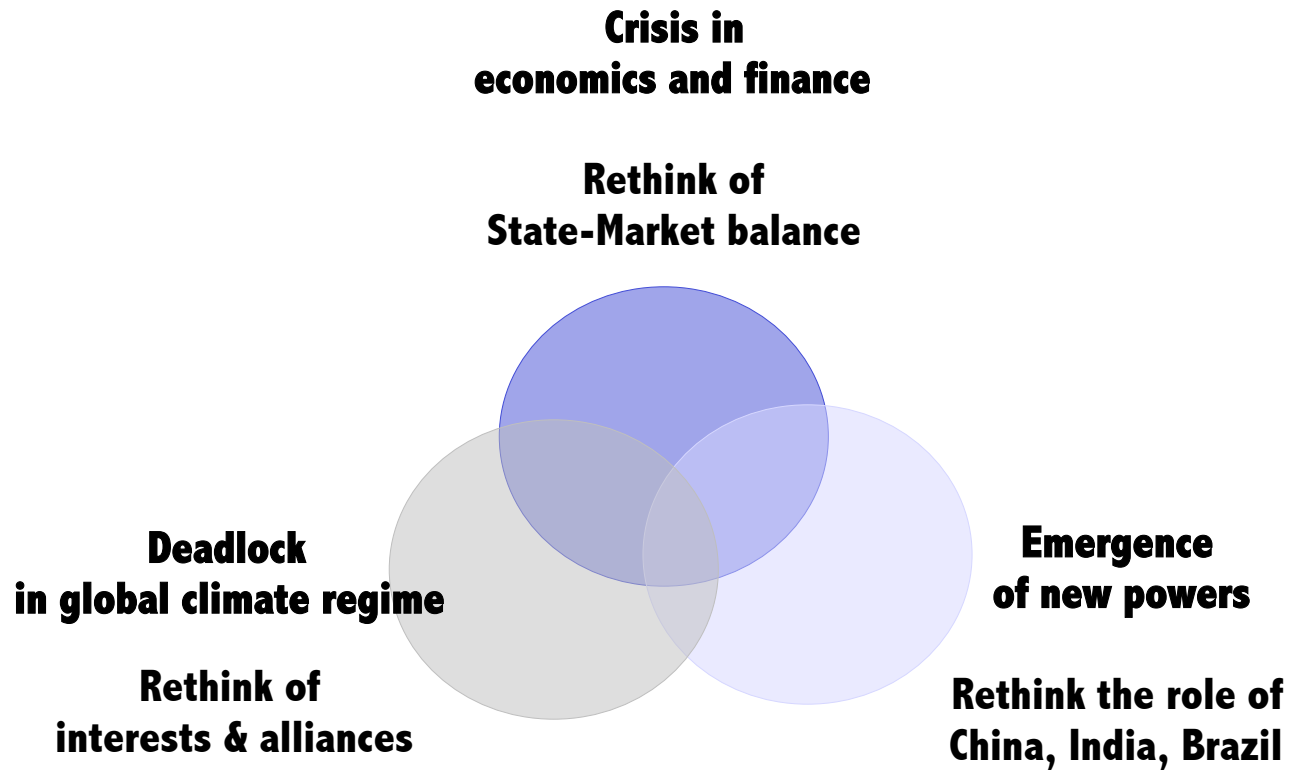 Crisis in
economics and finance
Rethink of
State-Market balance
Deadlock
in global climate regime
Rethink of
interests & alliances
Emergence
of new powers
Rethink the role of
China, India, Brazil